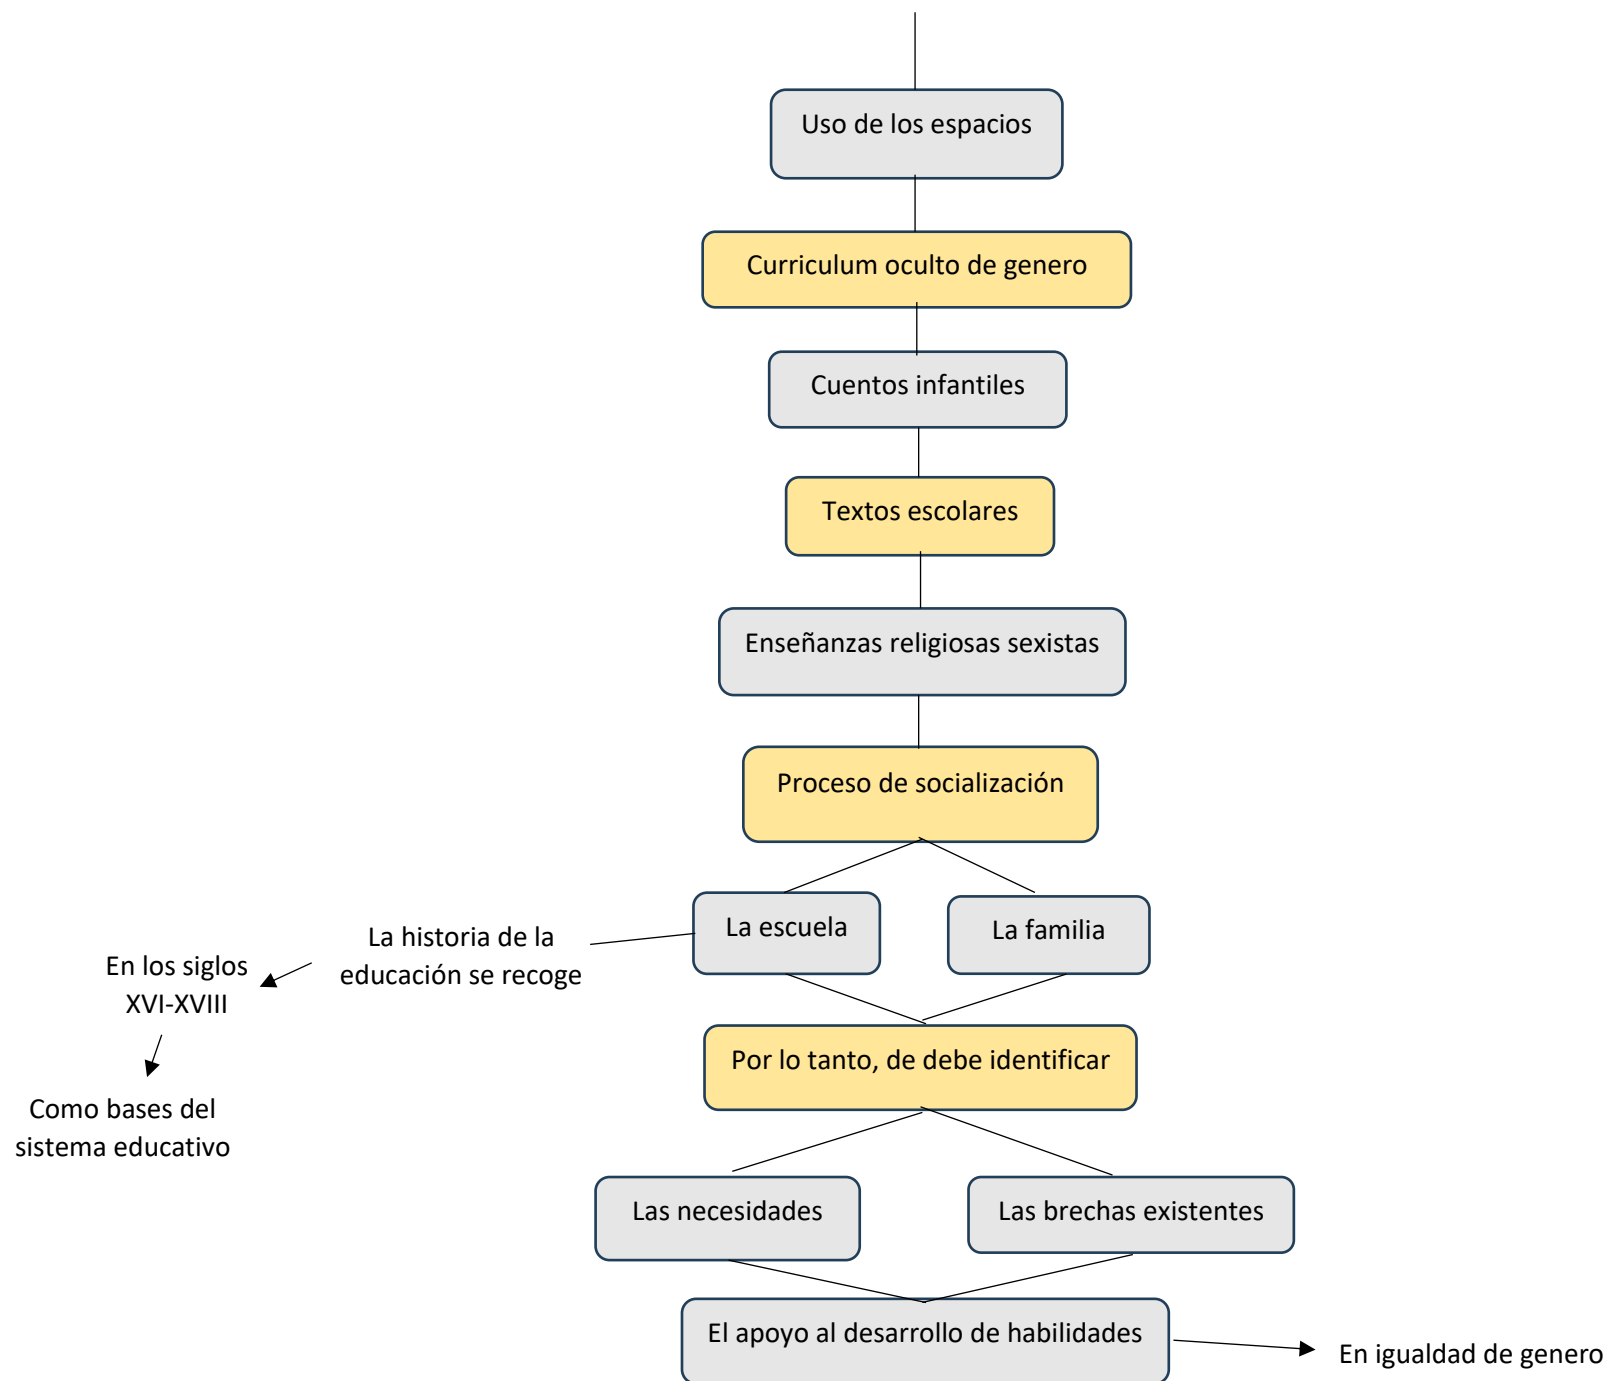 Uso de los espacios
Curriculum oculto de genero
Cuentos infantiles
Textos escolares
Enseñanzas religiosas sexistas
Proceso de socialización
La escuela
La familia
La historia de la
educación se recoge
En los siglos
XVI-XVIII
Como bases del
sistema educativo
Por lo tanto, de debe identificar
Las necesidades
Las brechas existentes
El apoyo al desarrollo de habilidades
En igualdad de genero